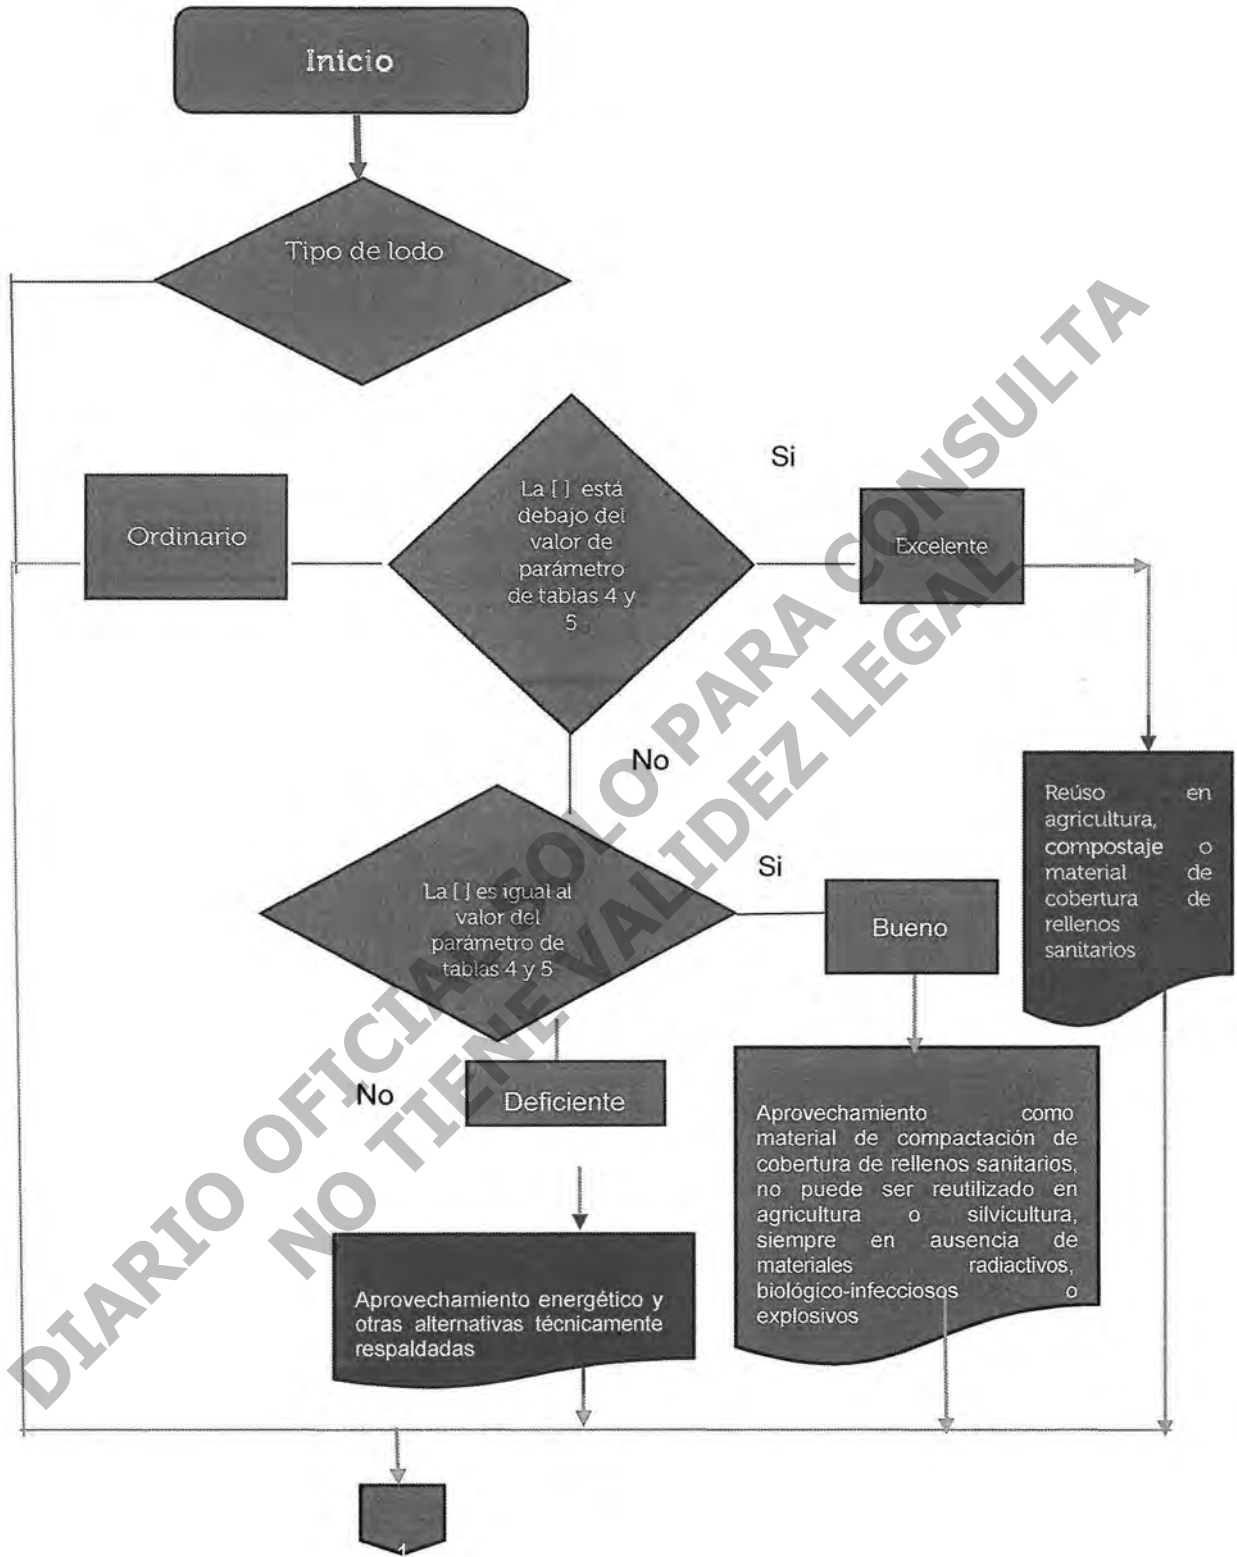 Inicio
Tipo de lodo
Si
La [ ] está
debajo del
valor de
parámetro
de tablas 4 y
5
Ordinario
Excelente
No
Reúso en
agricultura,
compostaje o
material de
cobertura de
rellenos
sanitarios
Si
La [ ] es igual al
valor del
parámetro de
tablas 4 y 5
Bueno
No
Deficiente
Aprovechamiento como
material de compactación de
cobertura de rellenos sanitarios,
no puede ser reutilizado en
agricultura o silvicultura,
siempre en ausencia de
materiales radiactivos,
biológico-infecciosos o
explosivos
Aprovechamiento energético y
otras alternativas técnicamente
respaldadas
1
DIARIO OFICIAL SOLO PARA CONSULTA
NO TIENE VALIDEZ LEGAL